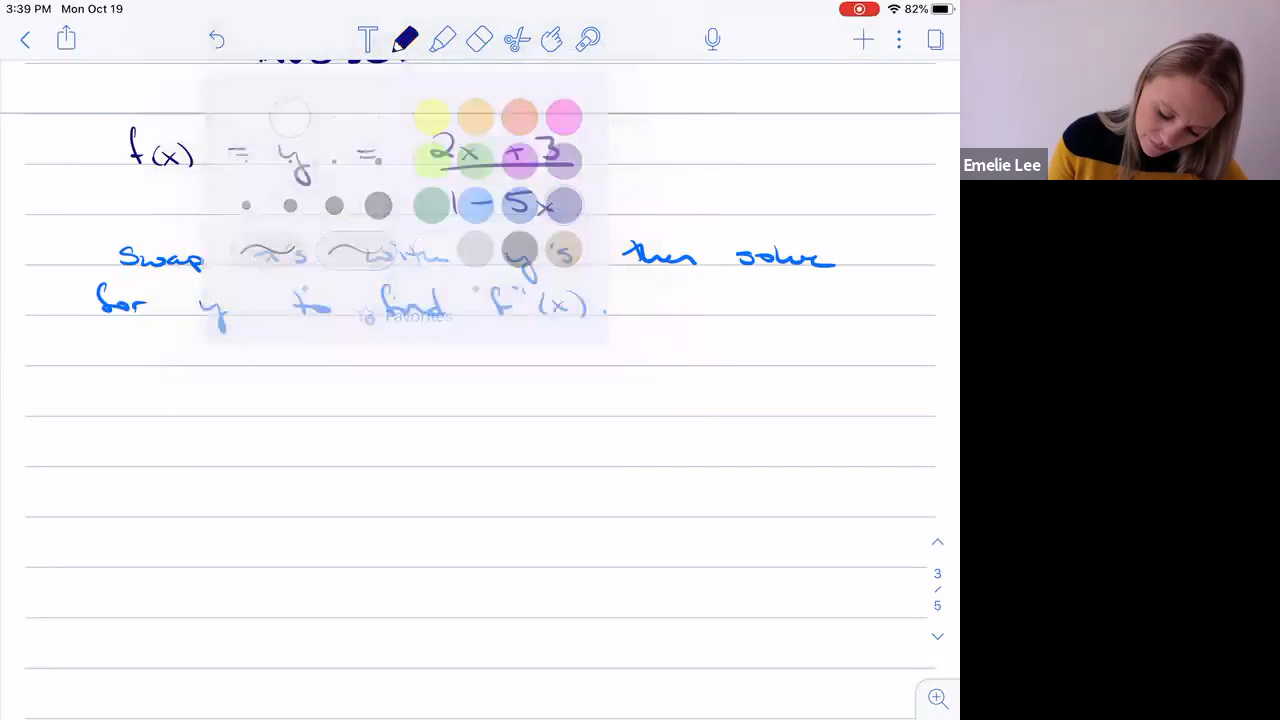 3:39 PM Mon Oct 19
82%
f(x) = y = 2x + 3
1 - 5x
Swap x's with y's then solve
for y to find f⁻¹(x).
Favorites
3
/
5
Emelie Lee